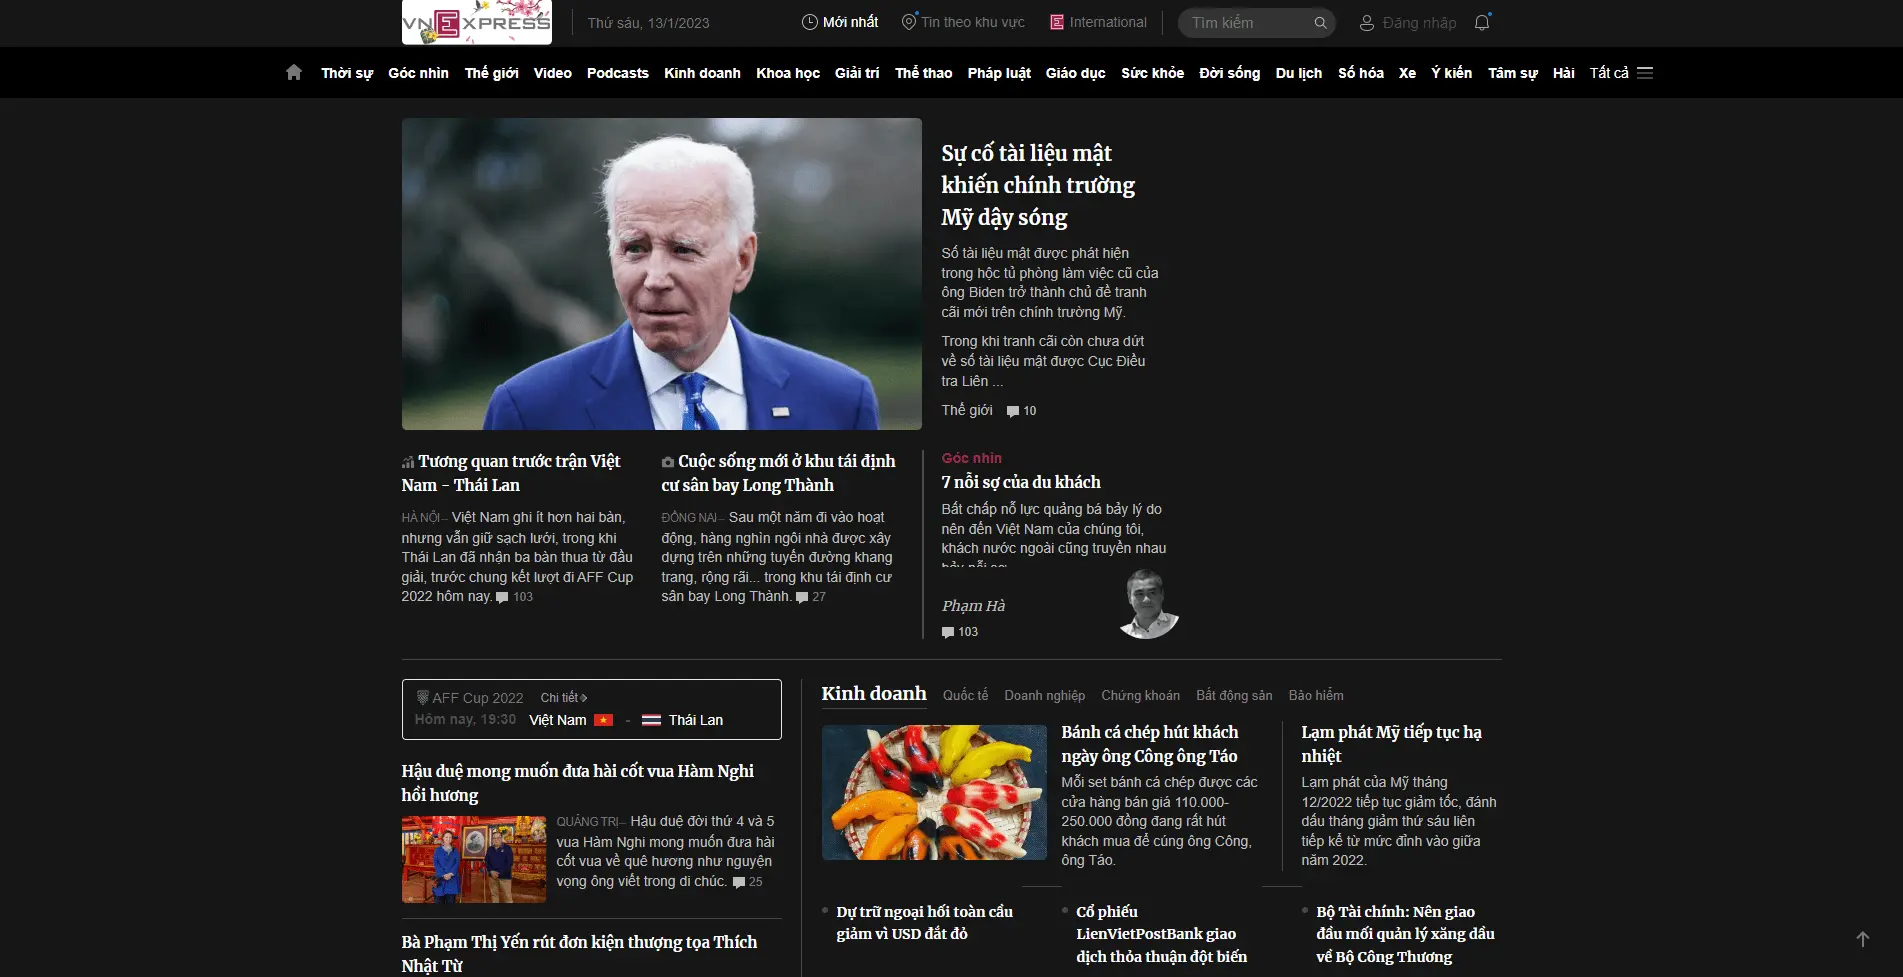 VNEXPRESS
Thứ sáu, 13/1/2023
Mới nhất
Tin theo khu vực
International
Tìm kiếm
Đăng nhập
Thời sự Góc nhìn Thế giới Video Podcasts Kinh doanh Khoa học Giải trí Thể thao Pháp luật Giáo dục Sức khỏe Đời sống Du lịch Số hóa Xe Ý kiến Tâm sự Hài Tất cả
Sự cố tài liệu mật
khiến chính trường
Mỹ dậy sóng
Số tài liệu mật được phát hiện
trong hộc tủ phòng làm việc cũ của
ông Biden trở thành chủ đề tranh
cãi mới trên chính trường Mỹ.
Trong khi tranh cãi còn chưa dứt
về số tài liệu mật được Cục Điều
tra Liên ...
Thế giới 10
Tương quan trước trận Việt
Nam - Thái Lan
HÀ NỘI – Việt Nam ghi ít hơn hai bàn,
nhưng vẫn giữ sạch lưới, trong khi
Thái Lan đã nhận ba bàn thua từ đầu
giải, trước chung kết lượt đi AFF Cup
2022 hôm nay. 103
Cuộc sống mới ở khu tái định
cư sân bay Long Thành
ĐỒNG NAI – Sau một năm đi vào hoạt
động, hàng nghìn ngôi nhà được xây
dựng trên những tuyến đường khang
trang, rộng rãi... trong khu tái định cư
sân bay Long Thành. 27
Góc nhìn
7 nỗi sợ của du khách
Bất chấp nỗ lực quảng bá bảy lý do
nên đến Việt Nam của chúng tôi,
khách nước ngoài cũng truyền nhau
bảy nỗi sợ
Phạm Hà
103
AFF Cup 2022 Chi tiết
Hôm nay, 19:30 Việt Nam - Thái Lan
Hậu duệ mong muốn đưa hài cốt vua Hàm Nghi
hồi hương
QUẢNG TRỊ – Hậu duệ đời thứ 4 và 5
vua Hàm Nghi mong muốn đưa hài
cốt vua về quê hương như nguyện
vọng ông viết trong di chúc. 25
Bà Phạm Thị Yến rút đơn kiện thượng tọa Thích
Nhật Từ
Kinh doanh Quốc tế Doanh nghiệp Chứng khoán Bất động sản Bảo hiểm
Bánh cá chép hút khách
ngày ông Công ông Táo
Mỗi set bánh cá chép được các
cửa hàng bán giá 110.000-
250.000 đồng đang rất hút
khách mua để cúng ông Công,
ông Táo.
Lạm phát Mỹ tiếp tục hạ
nhiệt
Lạm phát của Mỹ tháng
12/2022 tiếp tục giảm tốc, đánh
dấu tháng giảm thứ sáu liên
tiếp kể từ mức đỉnh vào giữa
năm 2022.
Dự trữ ngoại hối toàn cầu
giảm vì USD đắt đỏ
Cổ phiếu
LienVietPostBank giao
dịch thỏa thuận đột biến
Bộ Tài chính: Nên giao
đầu mối quản lý xăng dầu
về Bộ Công Thương